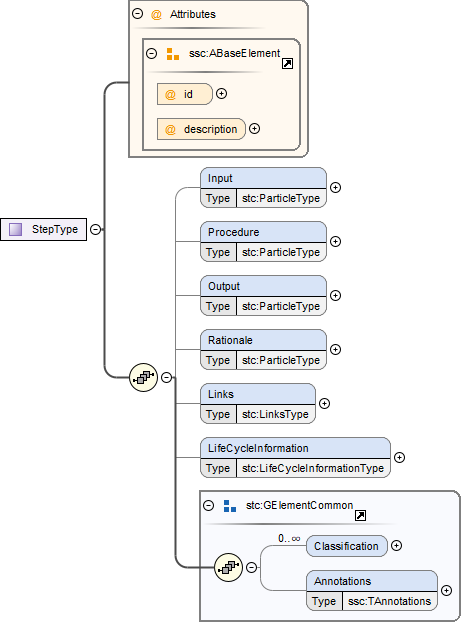 @ Attributes
ssc:ABaseElement
@ id
@ description
StepType
Input
Type stc:ParticleType
Procedure
Type stc:ParticleType
Output
Type stc:ParticleType
Rationale
Type stc:ParticleType
Links
Type stc:LinksType
LifeCycleInformation
Type stc:LifeCycleInformationType
stc:GElementCommon
0..∞
Classification
Annotations
Type ssc:TAnnotations